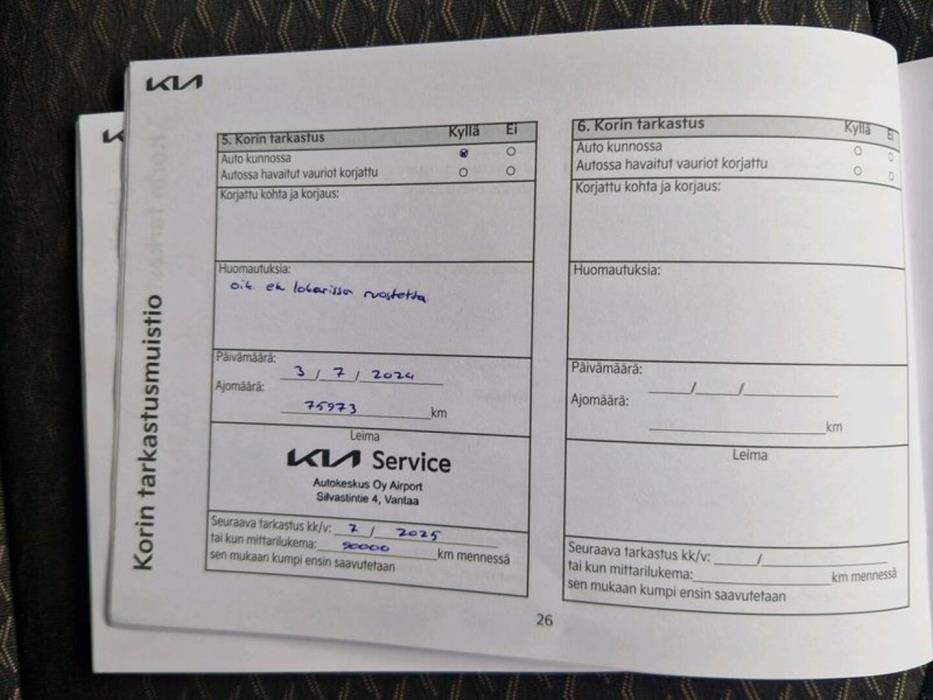 KIA
Korin tarkastusmuistio
5. Korin tarkastus Kyllä Ei
Auto kunnossa
Autossa havaitut vauriot korjattu
Korjattu kohta ja korjaus:
Huomautuksia:
oik. etu lokarissa ruostetta.
Päivämäärä: 3 / 7 / 2024
Ajomäärä: 75973 km
Leima
KIA Service
Autokeskus Oy Airport
Silvastintie 4, Vantaa
Seuraava tarkastus kk/v: 7 / 2025
tai kun mittarilukema: 90000 km mennessä
sen mukaan kumpi ensin saavutetaan
6. Korin tarkastus Kyllä Ei
Auto kunnossa
Autossa havaitut vauriot korjattu
Korjattu kohta ja korjaus:
Huomautuksia:
Päivämäärä: / /
Ajomäärä: km
Leima
Seuraava tarkastus kk/v: /
tai kun mittarilukema: km mennessä
sen mukaan kumpi ensin saavutetaan
26